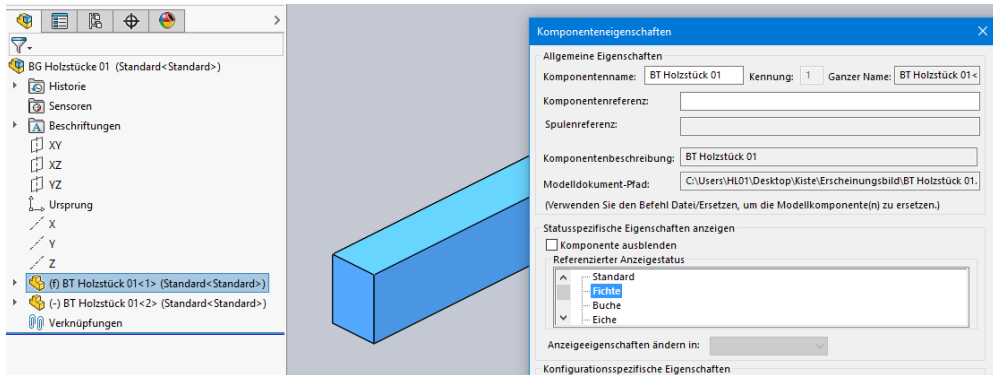 BG Holzstücke 01 (Standard<Standard>)
Historie
Sensoren
Beschriftungen
XY
XZ
YZ
Ursprung
X
Y
Z
(f) BT Holzstück 01<1> (Standard<Standard>)
(-) BT Holzstück 01<2> (Standard<Standard>)
Verknüpfungen
Komponenteneigenschaften
Allgemeine Eigenschaften
Komponentenname: BT Holzstück 01 Kennung: 1 Ganzer Name: BT Holzstück 01<
Komponentenreferenz:
Spulenreferenz:
Komponentenbeschreibung: BT Holzstück 01
Modelldokument-Pfad: C:\Users\HL01\Desktop\Kiste\Erscheinungsbild\BT Holzstück 01.
(Verwenden Sie den Befehl Datei/Ersetzen, um die Modellkomponente(n) zu ersetzen.)
Statusspezifische Eigenschaften anzeigen
Komponente ausblenden
Referenzierter Anzeigestatus
Standard
Fichte
Buche
Eiche
Anzeigeeigenschaften ändern in:
Konfigurationsspezifische Eigenschaften